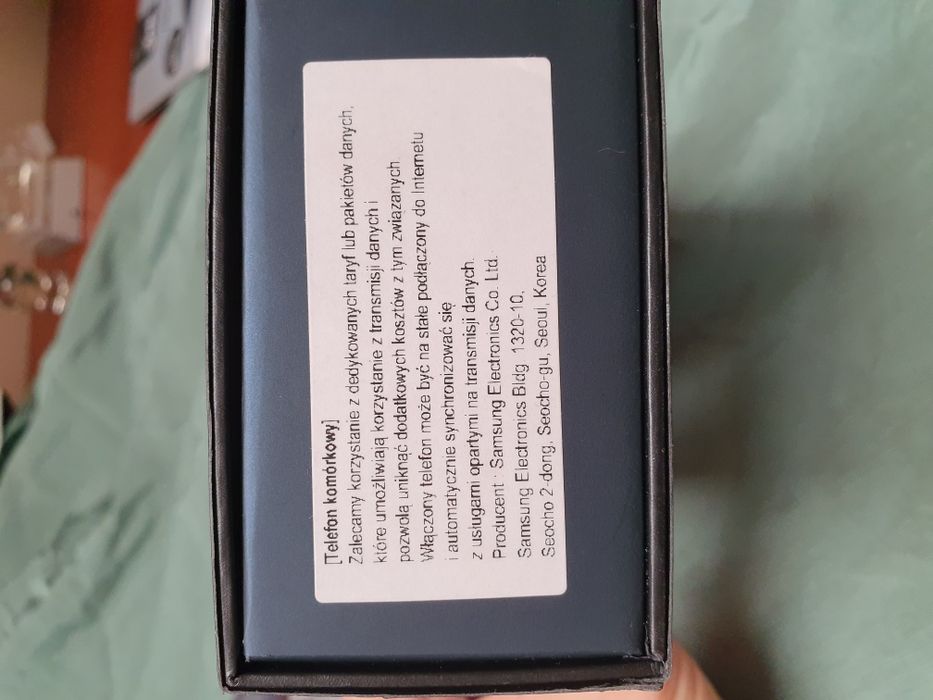 [Telefon komórkowy]
Zalecamy korzystanie z dedykowanych taryf lub pakietów danych,
które umożliwiają korzystanie z transmisji danych i
pozwolą uniknąć dodatkowych kosztów z tym związanych.
Włączony telefon może być na stałe podłączony do Internetu
i automatycznie synchronizować się
z usługami opartymi na transmisji danych.
Producent : Samsung Electronics Co. Ltd.
Samsung Electronics Bldg 1320-10,
Seocho 2-dong, Seocho-gu, Seoul, Korea